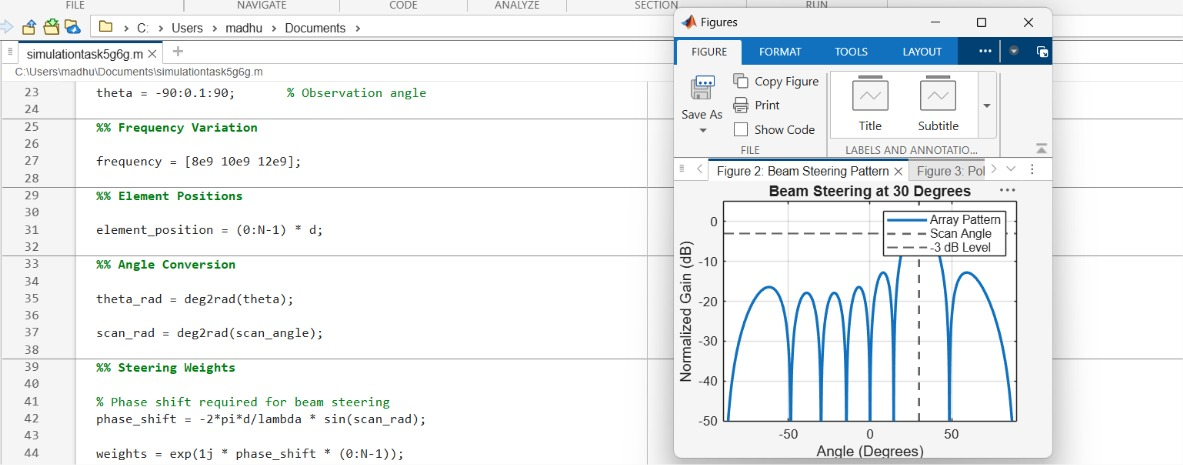 FILE NAVIGATE CODE ANALYZE SECTION RUN
C: › Users › madhu › Documents ›
simulationtask5g6g.m × +
C:\Users\madhu\Documents\simulationtask5g6g.m
23 theta = -90:0.1:90; % Observation angle
24
25 %% Frequency Variation
26
27 frequency = [8e9 10e9 12e9];
28
29 %% Element Positions
30
31 element_position = (0:N-1) * d;
32
33 %% Angle Conversion
34
35 theta_rad = deg2rad(theta);
36
37 scan_rad = deg2rad(scan_angle);
38
39 %% Steering Weights
40
41 % Phase shift required for beam steering
42 phase_shift = -2*pi*d/lambda * sin(scan_rad);
43
44 weights = exp(1j * phase_shift * (0:N-1));
Figures
FIGURE FORMAT TOOLS LAYOUT
Save As
Copy Figure
Print
Show Code
FILE
Title Subtitle
LABELS AND ANNOTATIO...
Figure 2: Beam Steering Pattern × Figure 3: Pol
Beam Steering at 30 Degrees
Array Pattern
Scan Angle
-3 dB Level
Normalized Gain (dB)
0
-10
-20
-30
-40
-50
-50 0 50
Angle (Degrees)